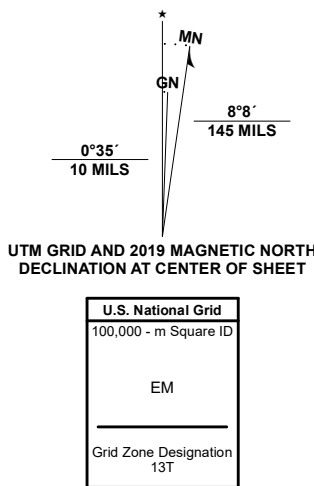 ★
MN
GN
8°8´
145 MILS
0°35´
10 MILS
UTM GRID AND 2019 MAGNETIC NORTH
DECLINATION AT CENTER OF SHEET
U.S. National Grid
100,000 - m Square ID
EM
Grid Zone Designation
13T